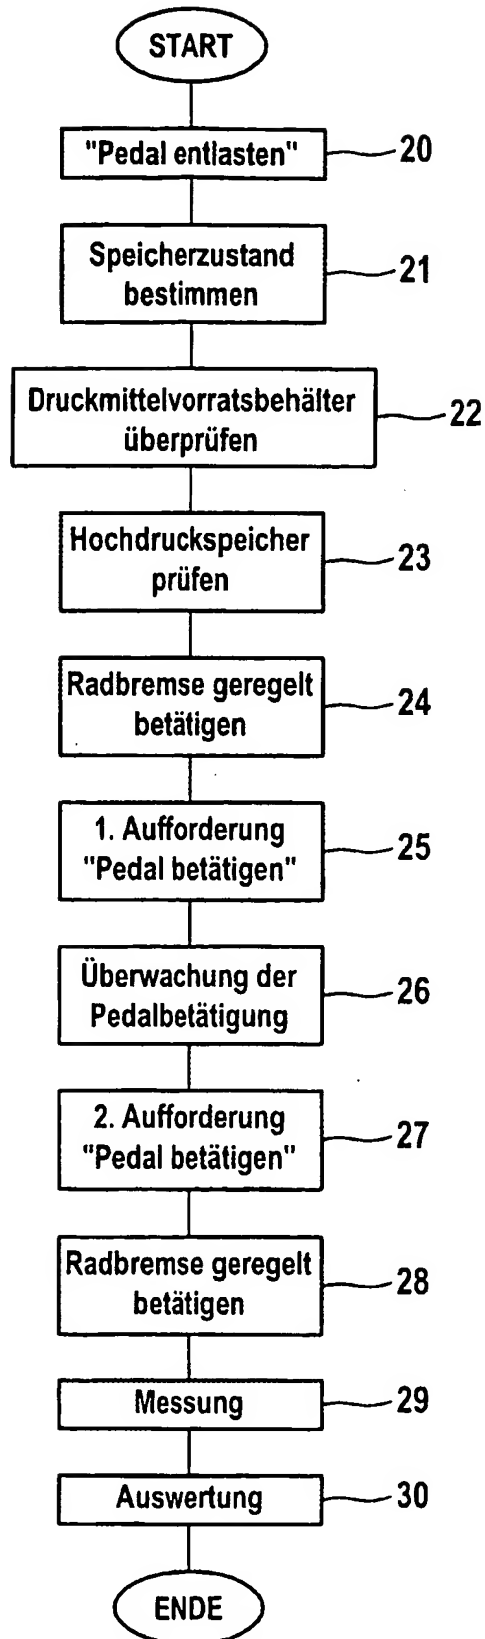 START
"Pedal entlasten" 20
Speicherzustand
bestimmen
21
Druckmittelvorratsbehälter
überprüfen
22
Hochdruckspeicher
prüfen
23
Radbremse geregelt
betätigen
24
1. Aufforderung
"Pedal betätigen"
25
Überwachung der
Pedalbetätigung
26
2. Aufforderung
"Pedal betätigen"
27
Radbremse geregelt
betätigen
28
Messung 29
Auswertung 30
ENDE